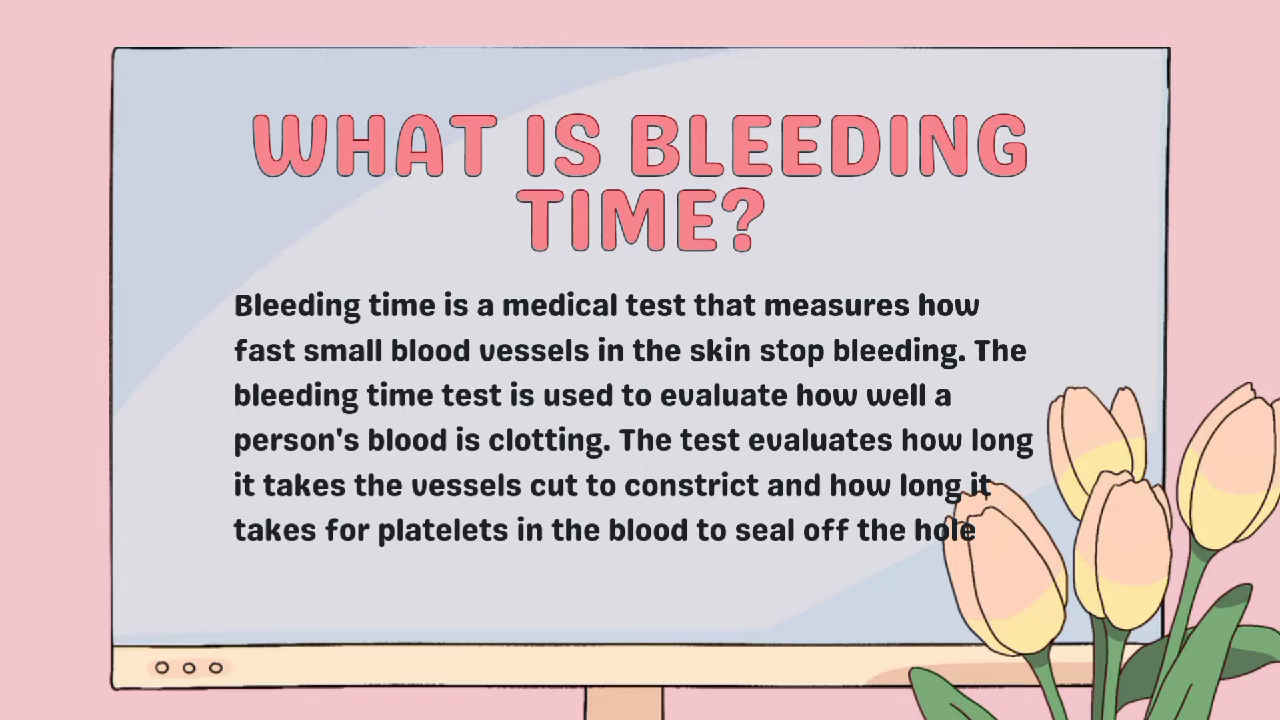 WHAT IS BLEEDING
TIME?
Bleeding time is a medical test that measures how
fast small blood vessels in the skin stop bleeding. The
bleeding time test is used to evaluate how well a
person's blood is clotting. The test evaluates how long
it takes the vessels cut to constrict and how long it
takes for platelets in the blood to seal off the hole